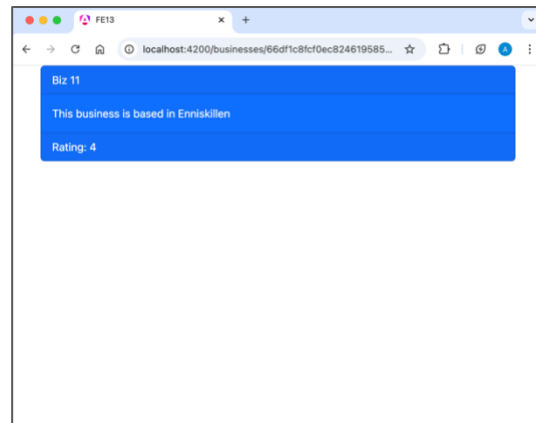 FE13
localhost:4200/businesses/66df1c8fcf0ec824619585...
A
Biz 11
This business is based in Enniskillen
Rating: 4